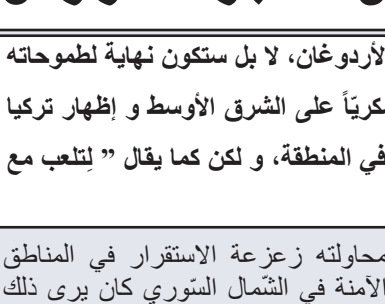 لأردوغان، لا بل ستكون نهاية لطموحاته
كريّاً على الشرق الأوسط و إظهار تركيا
في المنطقة، و لكن كما يقال ” لِتلعب مع
محاولته زعزعة الاستقرار في المناطق
الآمنة في الشّمال السّوري كان يرى ذلك